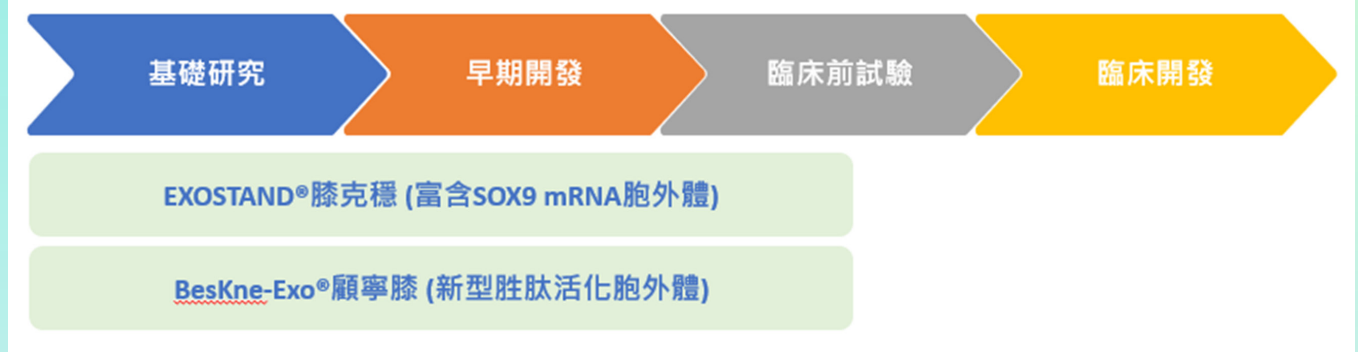 基礎研究
早期開發
臨床前試驗
臨床開發
EXOSTAND®膝克穩 (富含SOX9 mRNA胞外體)
BesKne-Exo®顧寧膝 (新型胜肽活化胞外體)